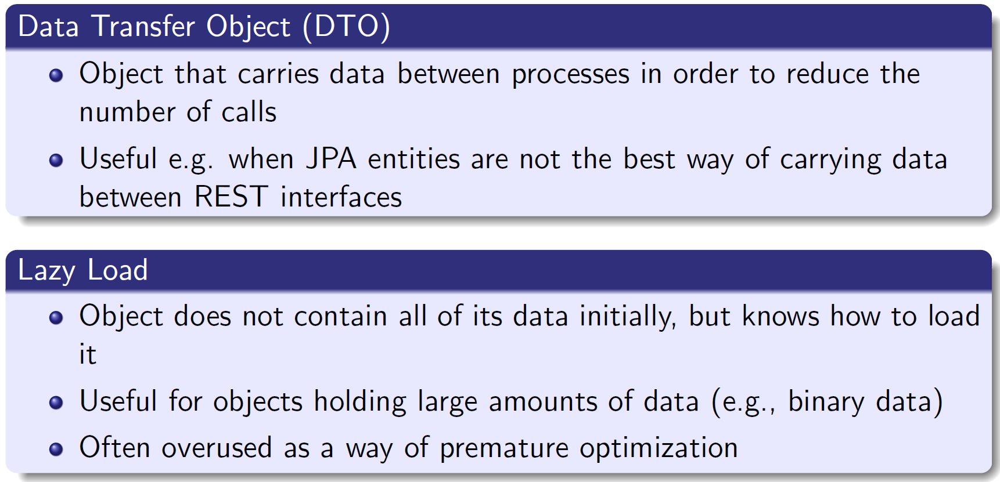 Data Transfer Object (DTO)
Object that carries data between processes in order to reduce the
number of calls
Useful e.g. when JPA entities are not the best way of carrying data
between REST interfaces
Lazy Load
Object does not contain all of its data initially, but knows how to load
it
Useful for objects holding large amounts of data (e.g., binary data)
Often overused as a way of premature optimization